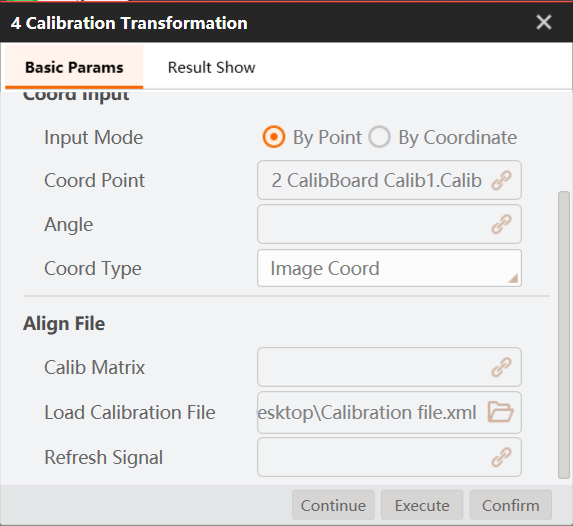 4 Calibration Transformation
Basic Params Result Show
Coord Input
Input Mode By Point By Coordinate
Coord Point 2 CalibBoard Calib1.Calib
Angle
Coord Type Image Coord
Align File
Calib Matrix
Load Calibration File esktop\Calibration file.xml
Refresh Signal
Continue Execute Confirm